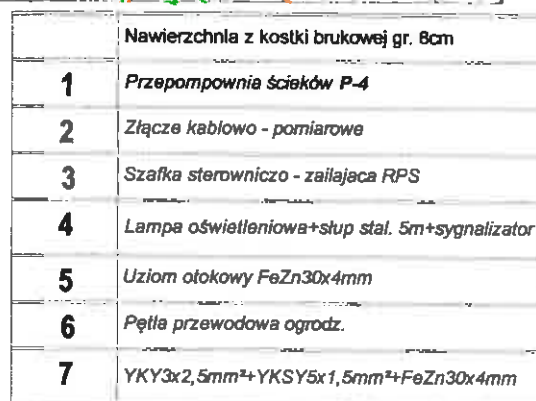 Nawierzchnia z kostki brukowej gr. 8cm
1 Przepompownia ścieków P-4
2 Złącze kablowo - pomiarowe
3 Szafka sterowniczo - zailajaca RPS
4 Lampa oświetleniowa+słup stal. 5m+sygnalizator
5 Uziom otokowy FeZn30x4mm
6 Pętla przewodowa ogrodz.
7 YKY3x2,5mm²+YKSY5x1,5mm²+FeZn30x4mm